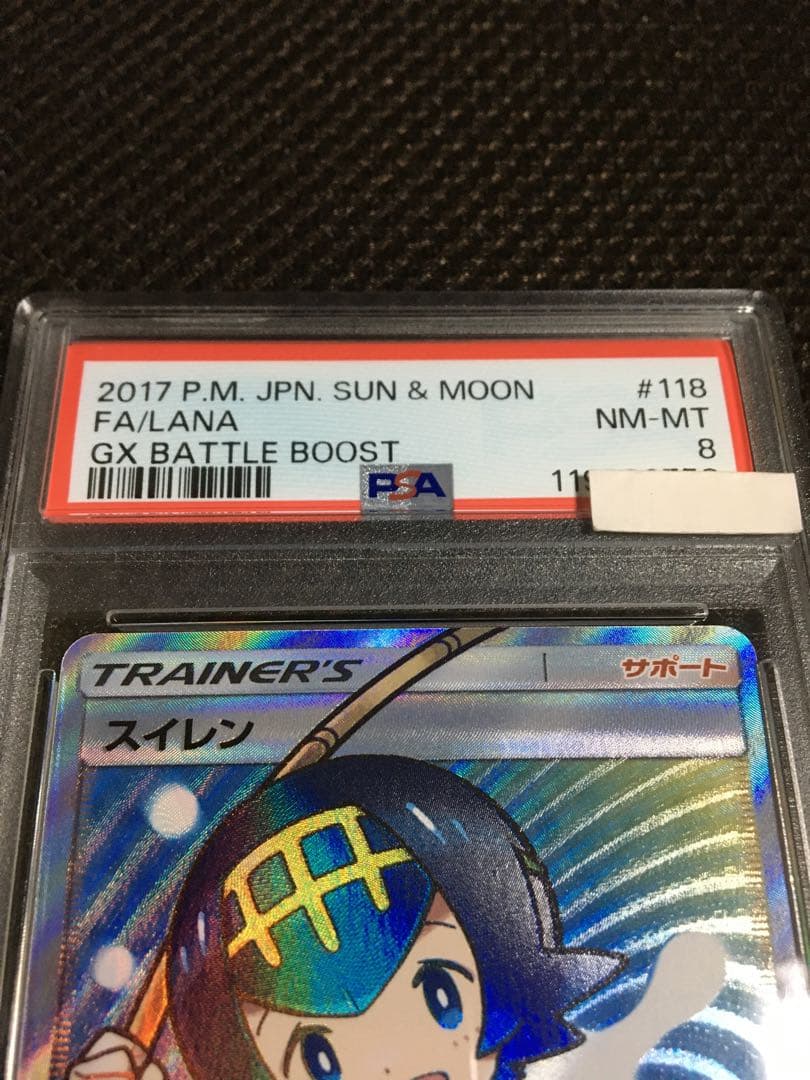 2017 P.M. JPN. SUN & MOON #118
FA/LANA NM-MT
GX BATTLE BOOST 8
PSA
TRAINER'S サポート
スイレン